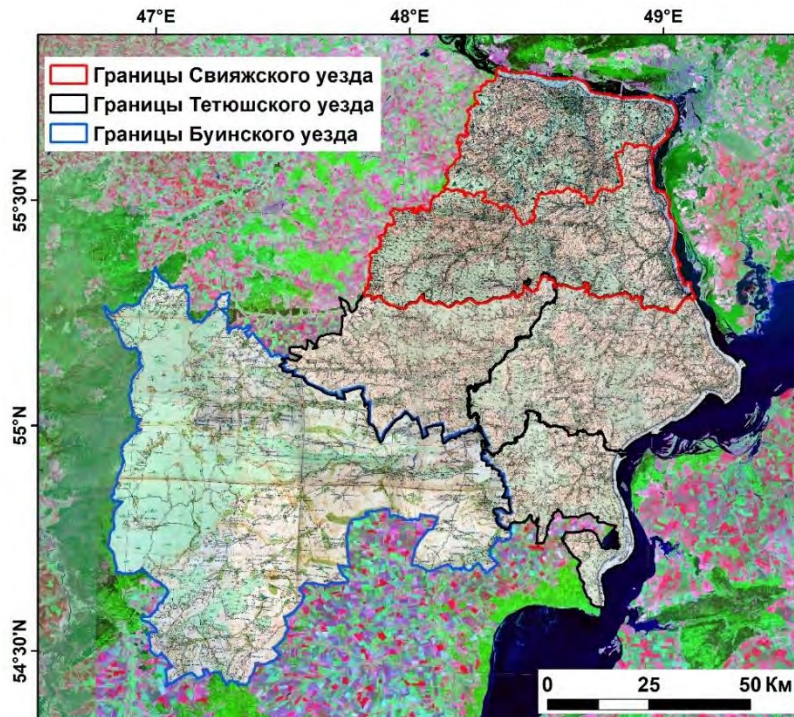 47°E 48°E 49°E
Границы Свияжского уезда
Границы Тетюшского уезда
Границы Буинского уезда
55°30'N
55°N
54°30'N
0 25 50 Км